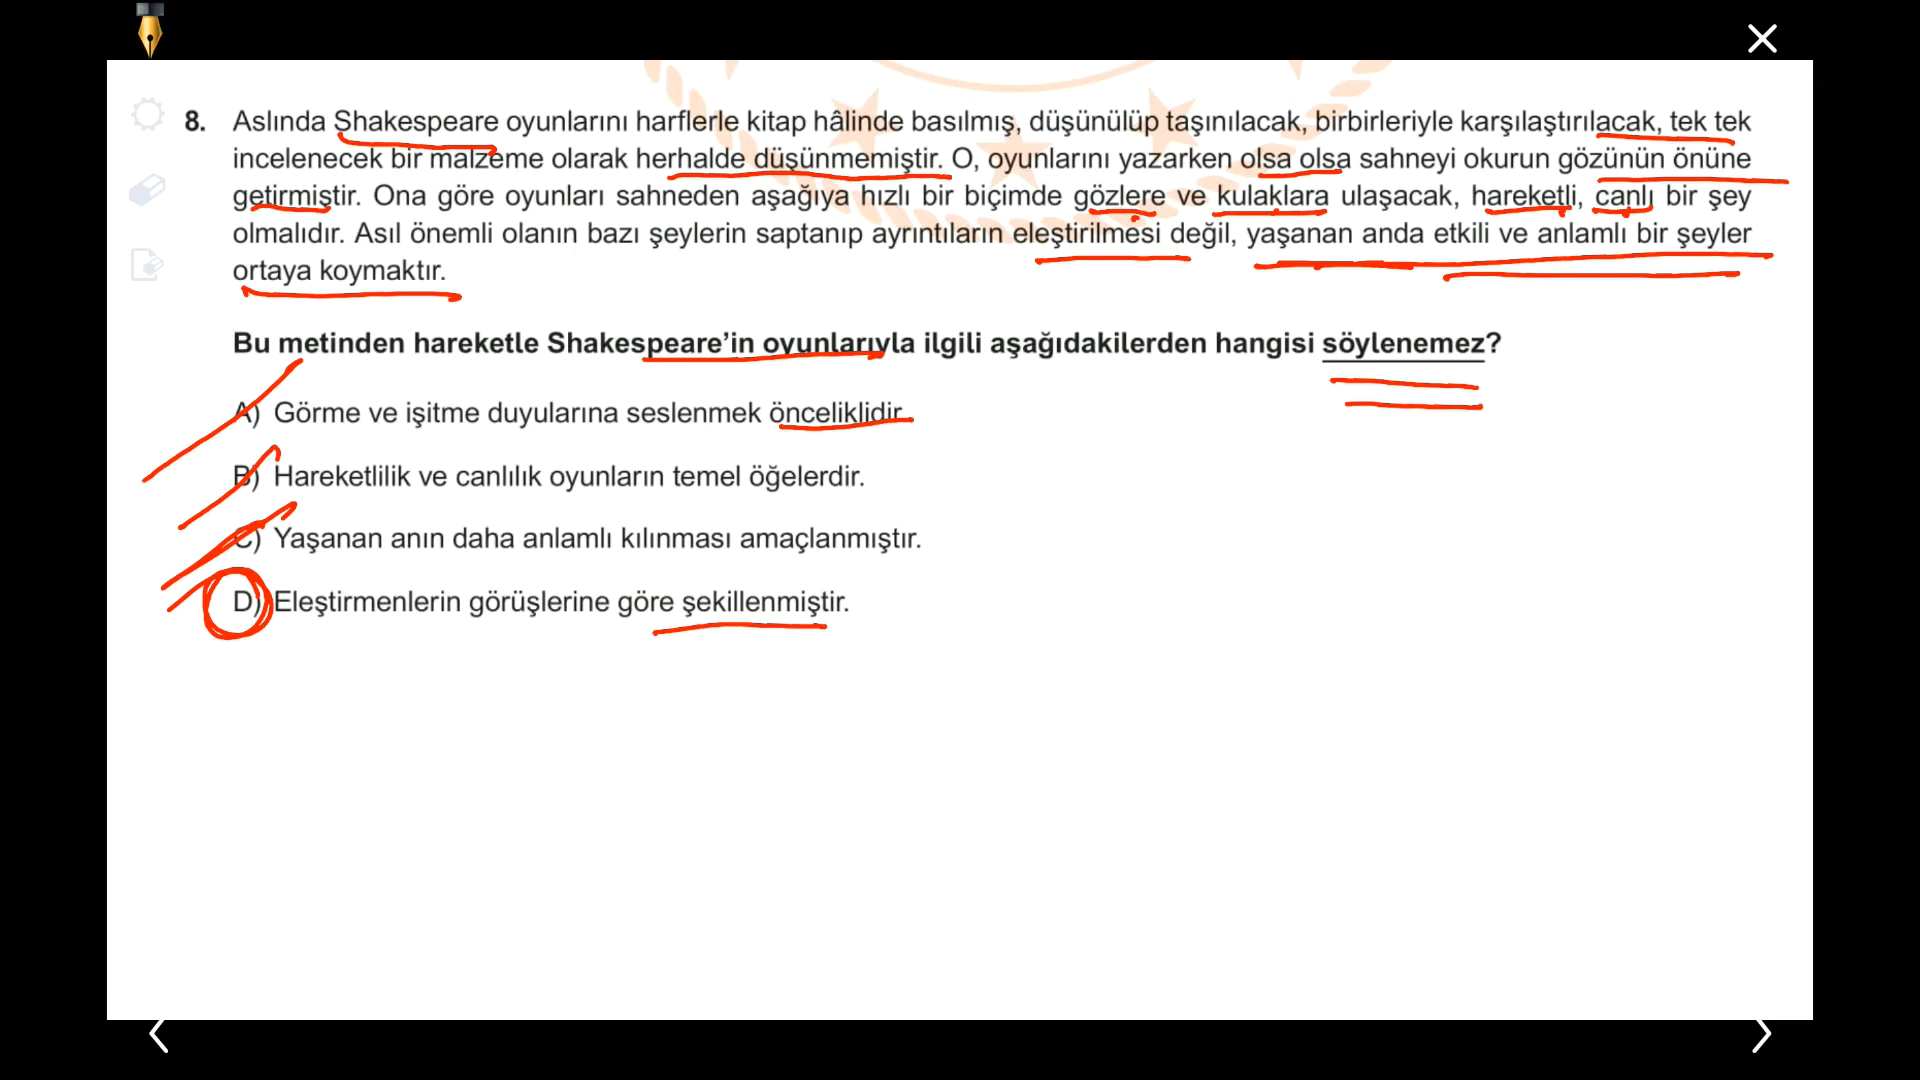 8. Aslında Shakespeare oyunlarını harflerle kitap hâlinde basılmış, düşünülüp taşınılacak, birbirleriyle karşılaştırılacak, tek tek
incelenecek bir malzeme olarak herhalde düşünmemiştir. O, oyunlarını yazarken olsa olsa sahneyi okurun gözünün önüne
getirmiştir. Ona göre oyunları sahneden aşağıya hızlı bir biçimde gözlere ve kulaklara ulaşacak, hareketli, canlı bir şey
olmalıdır. Asıl önemli olanın bazı şeylerin saptanıp ayrıntıların eleştirilmesi değil, yaşanan anda etkili ve anlamlı bir şeyler
ortaya koymaktır.
Bu metinden hareketle Shakespeare’in oyunlarıyla ilgili aşağıdakilerden hangisi söylenemez?
A) Görme ve işitme duyularına seslenmek önceliklidir.
B) Hareketlilik ve canlılık oyunların temel öğelerdir.
C) Yaşanan anın daha anlamlı kılınması amaçlanmıştır.
D) Eleştirmenlerin görüşlerine göre şekillenmiştir.